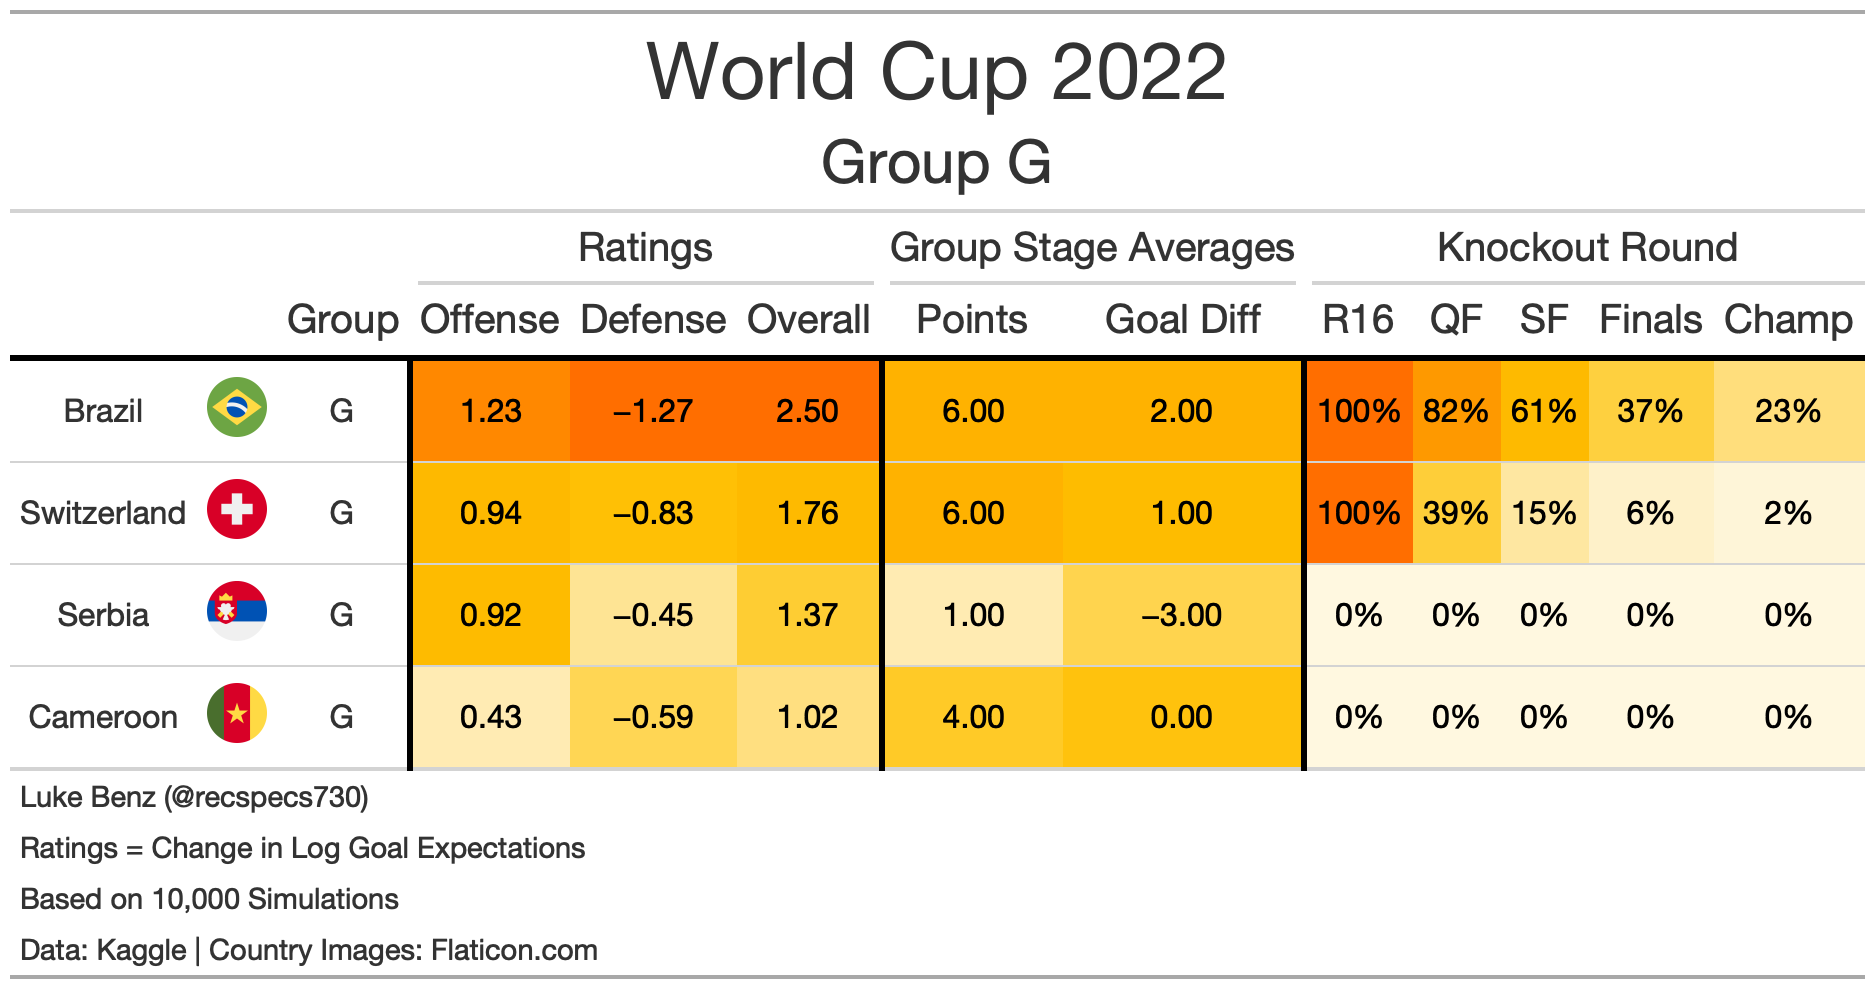 World Cup 2022
Group G
Ratings Group Stage Averages Knockout Round
Group Offense Defense Overall Points Goal Diff R16 QF SF Finals Champ
Brazil G 1.23 −1.27 2.50 6.00 2.00 100% 82% 61% 37% 23%
Switzerland G 0.94 −0.83 1.76 6.00 1.00 100% 39% 15% 6% 2%
Serbia G 0.92 −0.45 1.37 1.00 −3.00 0% 0% 0% 0% 0%
Cameroon G 0.43 −0.59 1.02 4.00 0.00 0% 0% 0% 0% 0%
Luke Benz (@recspecs730)
Ratings = Change in Log Goal Expectations
Based on 10,000 Simulations
Data: Kaggle | Country Images: Flaticon.com